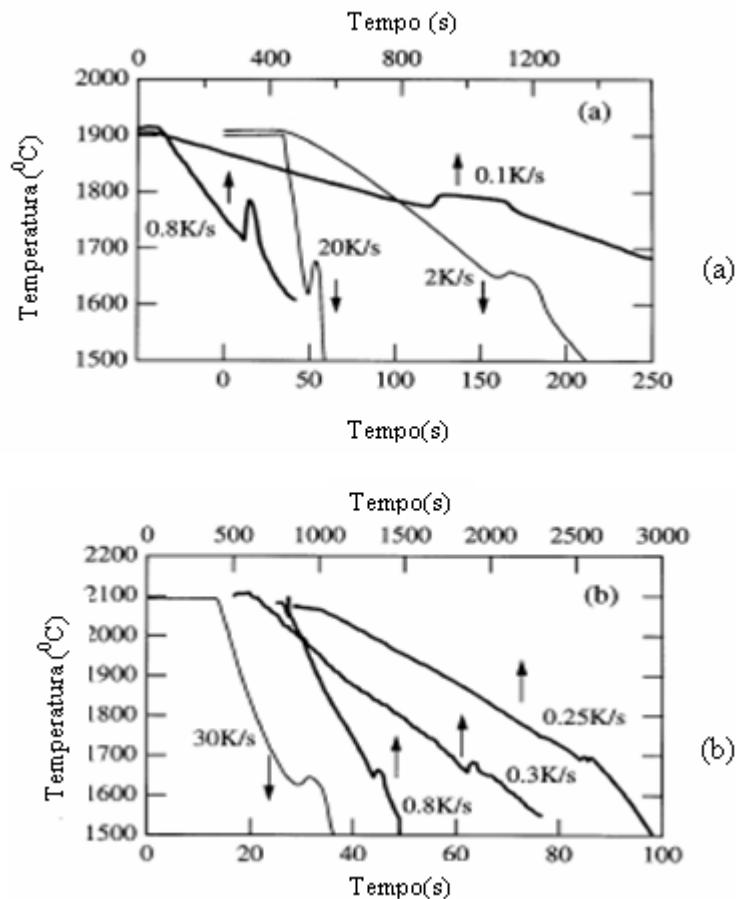 Tempo (s)
0 400 800 1200
2000
(a)
1900
0.1K/s
1800
0.8K/s
1700
20K/s
2K/s
(a)
1600
1500
0 50 100 150 200 250
Temperatura(⁰C)
Tempo(s)
Tempo(s)
0 500 1000 1500 2000 2500 3000
2200
(b)
2100
2000
1900
1800
0.25K/s
30K/s
(b)
1700
0.3K/s
1600
0.8K/s
1500
0 20 40 60 80 100
Temperatura(⁰C)
Tempo(s)